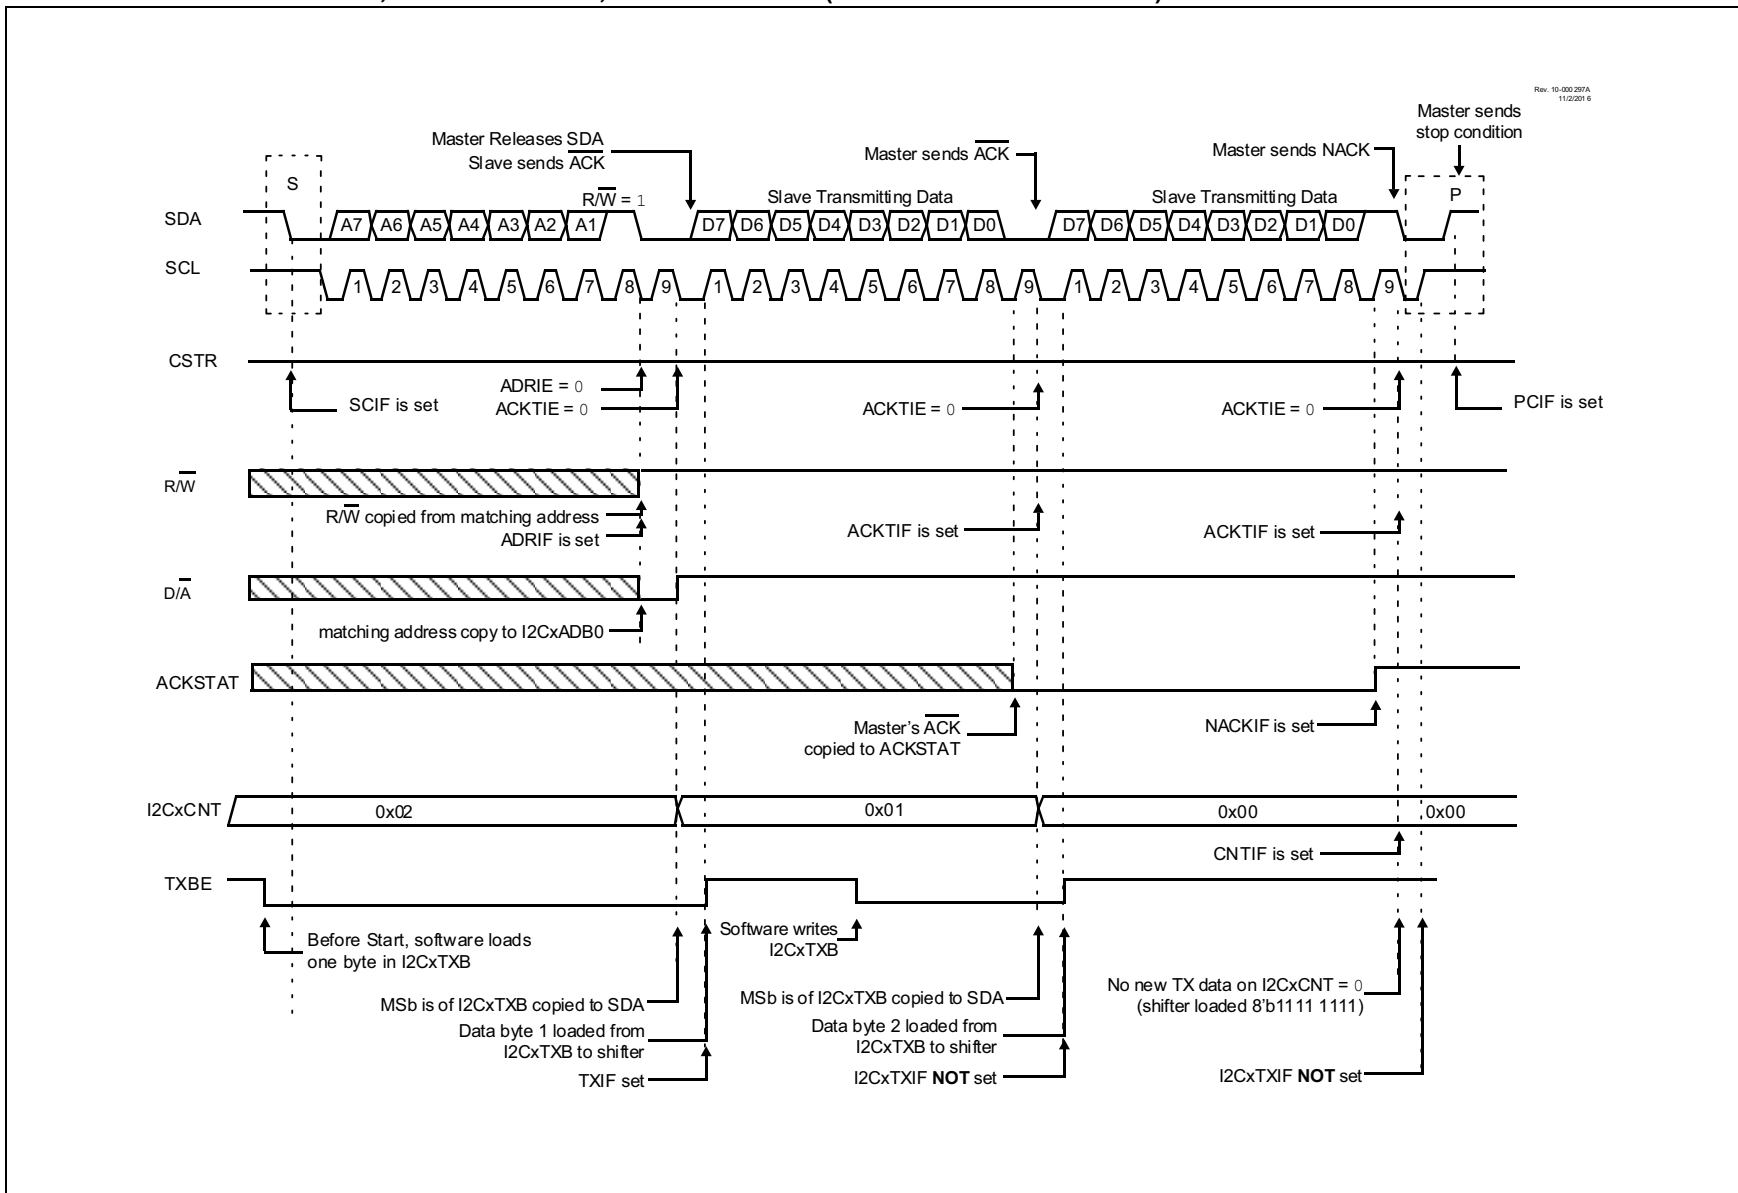 Rev. 10-000 297A
11/2/201 6
Master sends
stop condition
Master Releases SDA
Slave sends ACK
Master sends ACK
Master sends NACK
S
R/W = 1
Slave Transmitting Data
Slave Transmitting Data
P
SDA
A7 A6 A5 A4 A3 A2 A1
D7 D6 D5 D4 D3 D2 D1 D0
D7 D6 D5 D4 D3 D2 D1 D0
SCL
1 2 3 4 5 6 7 8 9
1 2 3 4 5 6 7 8 9
1 2 3 4 5 6 7 8 9
CSTR
SCIF is set
ADRIE = 0
ACKTIE = 0
ACKTIE = 0
ACKTIE = 0
PCIF is set
R/W
R/W copied from matching address
ADRIF is set
ACKTIF is set
ACKTIF is set
D/A
matching address copy to I2CxADB0
ACKSTAT
Master's ACK
copied to ACKSTAT
NACKIF is set
I2CxCNT
0x02
0x01
0x00
0x00
CNTIF is set
TXBE
Before Start, software loads
one byte in I2CxTXB
Software writes
I2CxTXB
MSb is of I2CxTXB copied to SDA
Data byte 1 loaded from
I2CxTXB to shifter
TXIF set
MSb is of I2CxTXB copied to SDA
Data byte 2 loaded from
I2CxTXB to shifter
I2CxTXIF NOT set
No new TX data on I2CxCNT = 0
(shifter loaded 8'b1111 1111)
I2CxTXIF NOT set